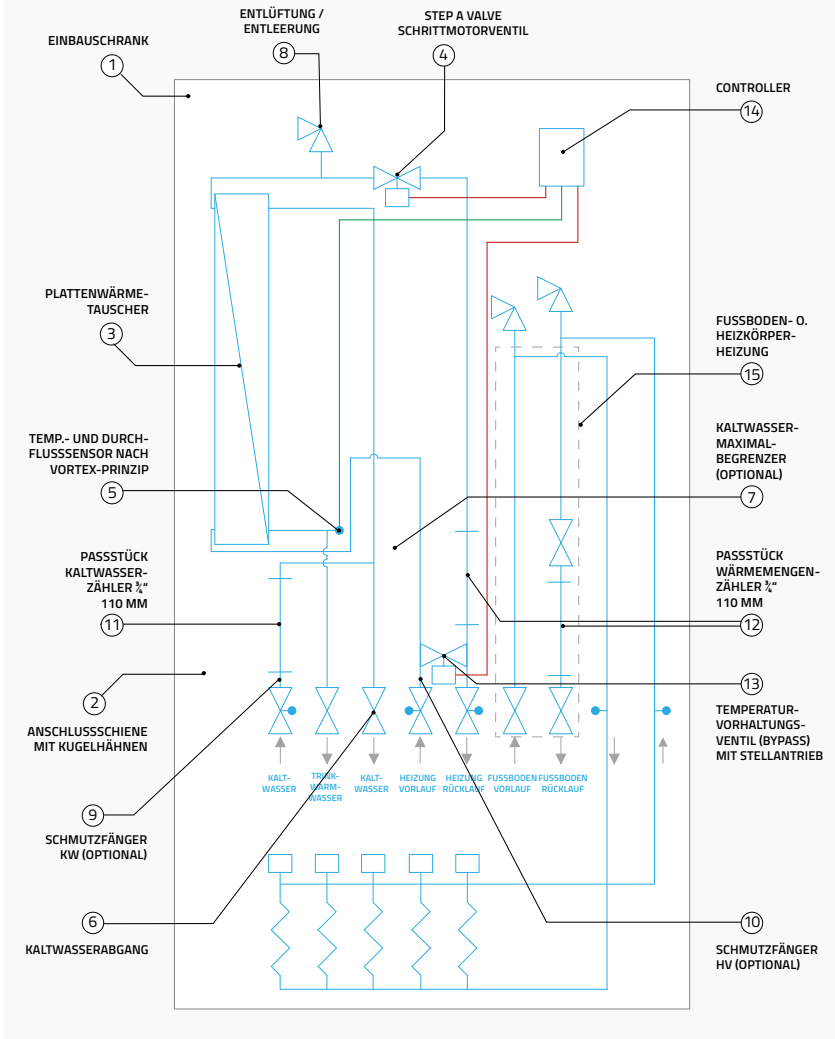 ENTLÜFTUNG /
ENTLEERUNG
8
STEP A VALVE
SCHRITTMOTORVENTIL
4
EINBAUSCHRANK
1
CONTROLLER
14
PLATTENWÄRME-
TAUSCHER
3
FUSSBODEN- O.
HEIZKÖRPER-
HEIZUNG
15
TEMP.- UND DURCH-
FLUSSSENSOR NACH
VORTEX-PRINZIP
5
KALTWASSER-
MAXIMAL-
BEGRENZER
(OPTIONAL)
7
PASSSTÜCK
KALTWASSER-
ZÄHLER ¾“
110 MM
11
PASSSTÜCK
WÄRMEMENGEN-
ZÄHLER ¾“
110 MM
12
2
ANSCHLUSSSCHIENE
MIT KUGELHÄHNEN
13
TEMPERATUR-
VORHALTUNGS-
VENTIL (BYPASS)
MIT STELLANTRIEB
KALT-
WASSER
TRINK-
WARM-
WASSER
KALT-
WASSER
HEIZUNG
VORLAUF
HEIZUNG
RÜCKLAUF
FUSSBODEN
VORLAUF
FUSSBODEN
RÜCKLAUF
9
SCHMUTZFÄNGER
KW (OPTIONAL)
6
KALTWASSERABGANG
10
SCHMUTZFÄNGER
HV (OPTIONAL)